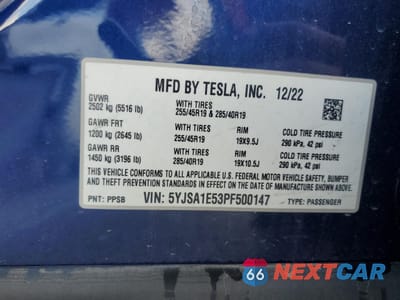 MFD BY TESLA, INC. 12/22
GVWR
2502 kg (5516 lb)
WITH TIRES
255/45R19 & 285/40R19
GAWR FRT
1200 kg (2645 lb)
WITH TIRES
255/45R19
RIM
19X9.5J
COLD TIRE PRESSURE
290 kPa, 42 psi
GAWR RR
1450 kg (3196 lb)
WITH TIRES
285/40R19
RIM
19X10.5J
COLD TIRE PRESSURE
290 kPa, 42 psi
THIS VEHICLE CONFORMS TO ALL APPLICABLE U.S. FEDERAL MOTOR VEHICLE SAFETY, BUMPER
AND THEFT PREVENTION STANDARDS IN EFFECT ON THE DATE OF MANUFACTURE SHOWN ABOVE.
PNT: PPSB
VIN: 5YJSA1E53PF500147
TYPE: PASSENGER
66 NEXTCAR